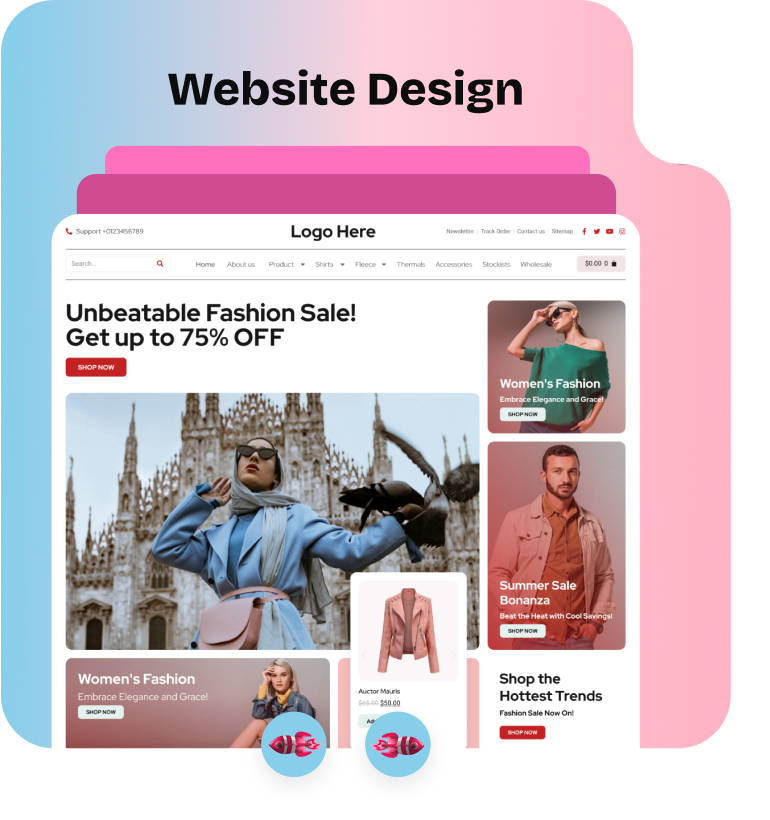 Website Design
Support +0123456789
Logo Here
Newsletter
Track Order
Contact us
Sitemap
Search...
Home
About us
Product
Shirts
Fleece
Thermals
Accessories
Stockists
Wholesale
$0.00 0
Unbeatable Fashion Sale!
Get up to 75% OFF
SHOP NOW
Women's Fashion
Embrace Elegance and Grace!
SHOP NOW
Summer Sale
Bonanza
Beat the Heat with Cool Savings!
SHOP NOW
Women's Fashion
Embrace Elegance and Grace!
SHOP NOW
Auctor Mauris
$65.00 $50.00
Shop the
Hottest Trends
Fashion Sale Now On!
SHOP NOW